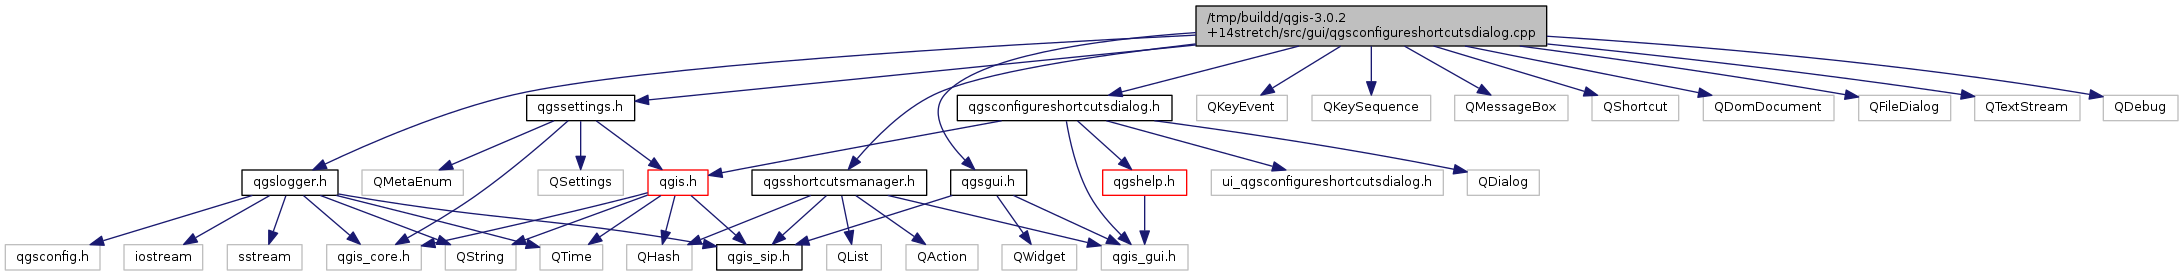 /tmp/buildd/qgis-3.0.2
+14stretch/src/gui/qgsconfigureshortcutsdialog.cpp
qgssettings.h
qgsconfigureshortcutsdialog.h
QKeyEvent
QKeySequence
QMessageBox
QShortcut
QDomDocument
QFileDialog
QTextStream
QDebug
qgslogger.h
QMetaEnum
QSettings
qgis.h
qgsshortcutsmanager.h
qgsgui.h
qgshelp.h
ui_qgsconfigureshortcutsdialog.h
QDialog
qgsconfig.h
iostream
sstream
qgis_core.h
QString
QTime
QHash
qgis_sip.h
QList
QAction
QWidget
qgis_gui.h